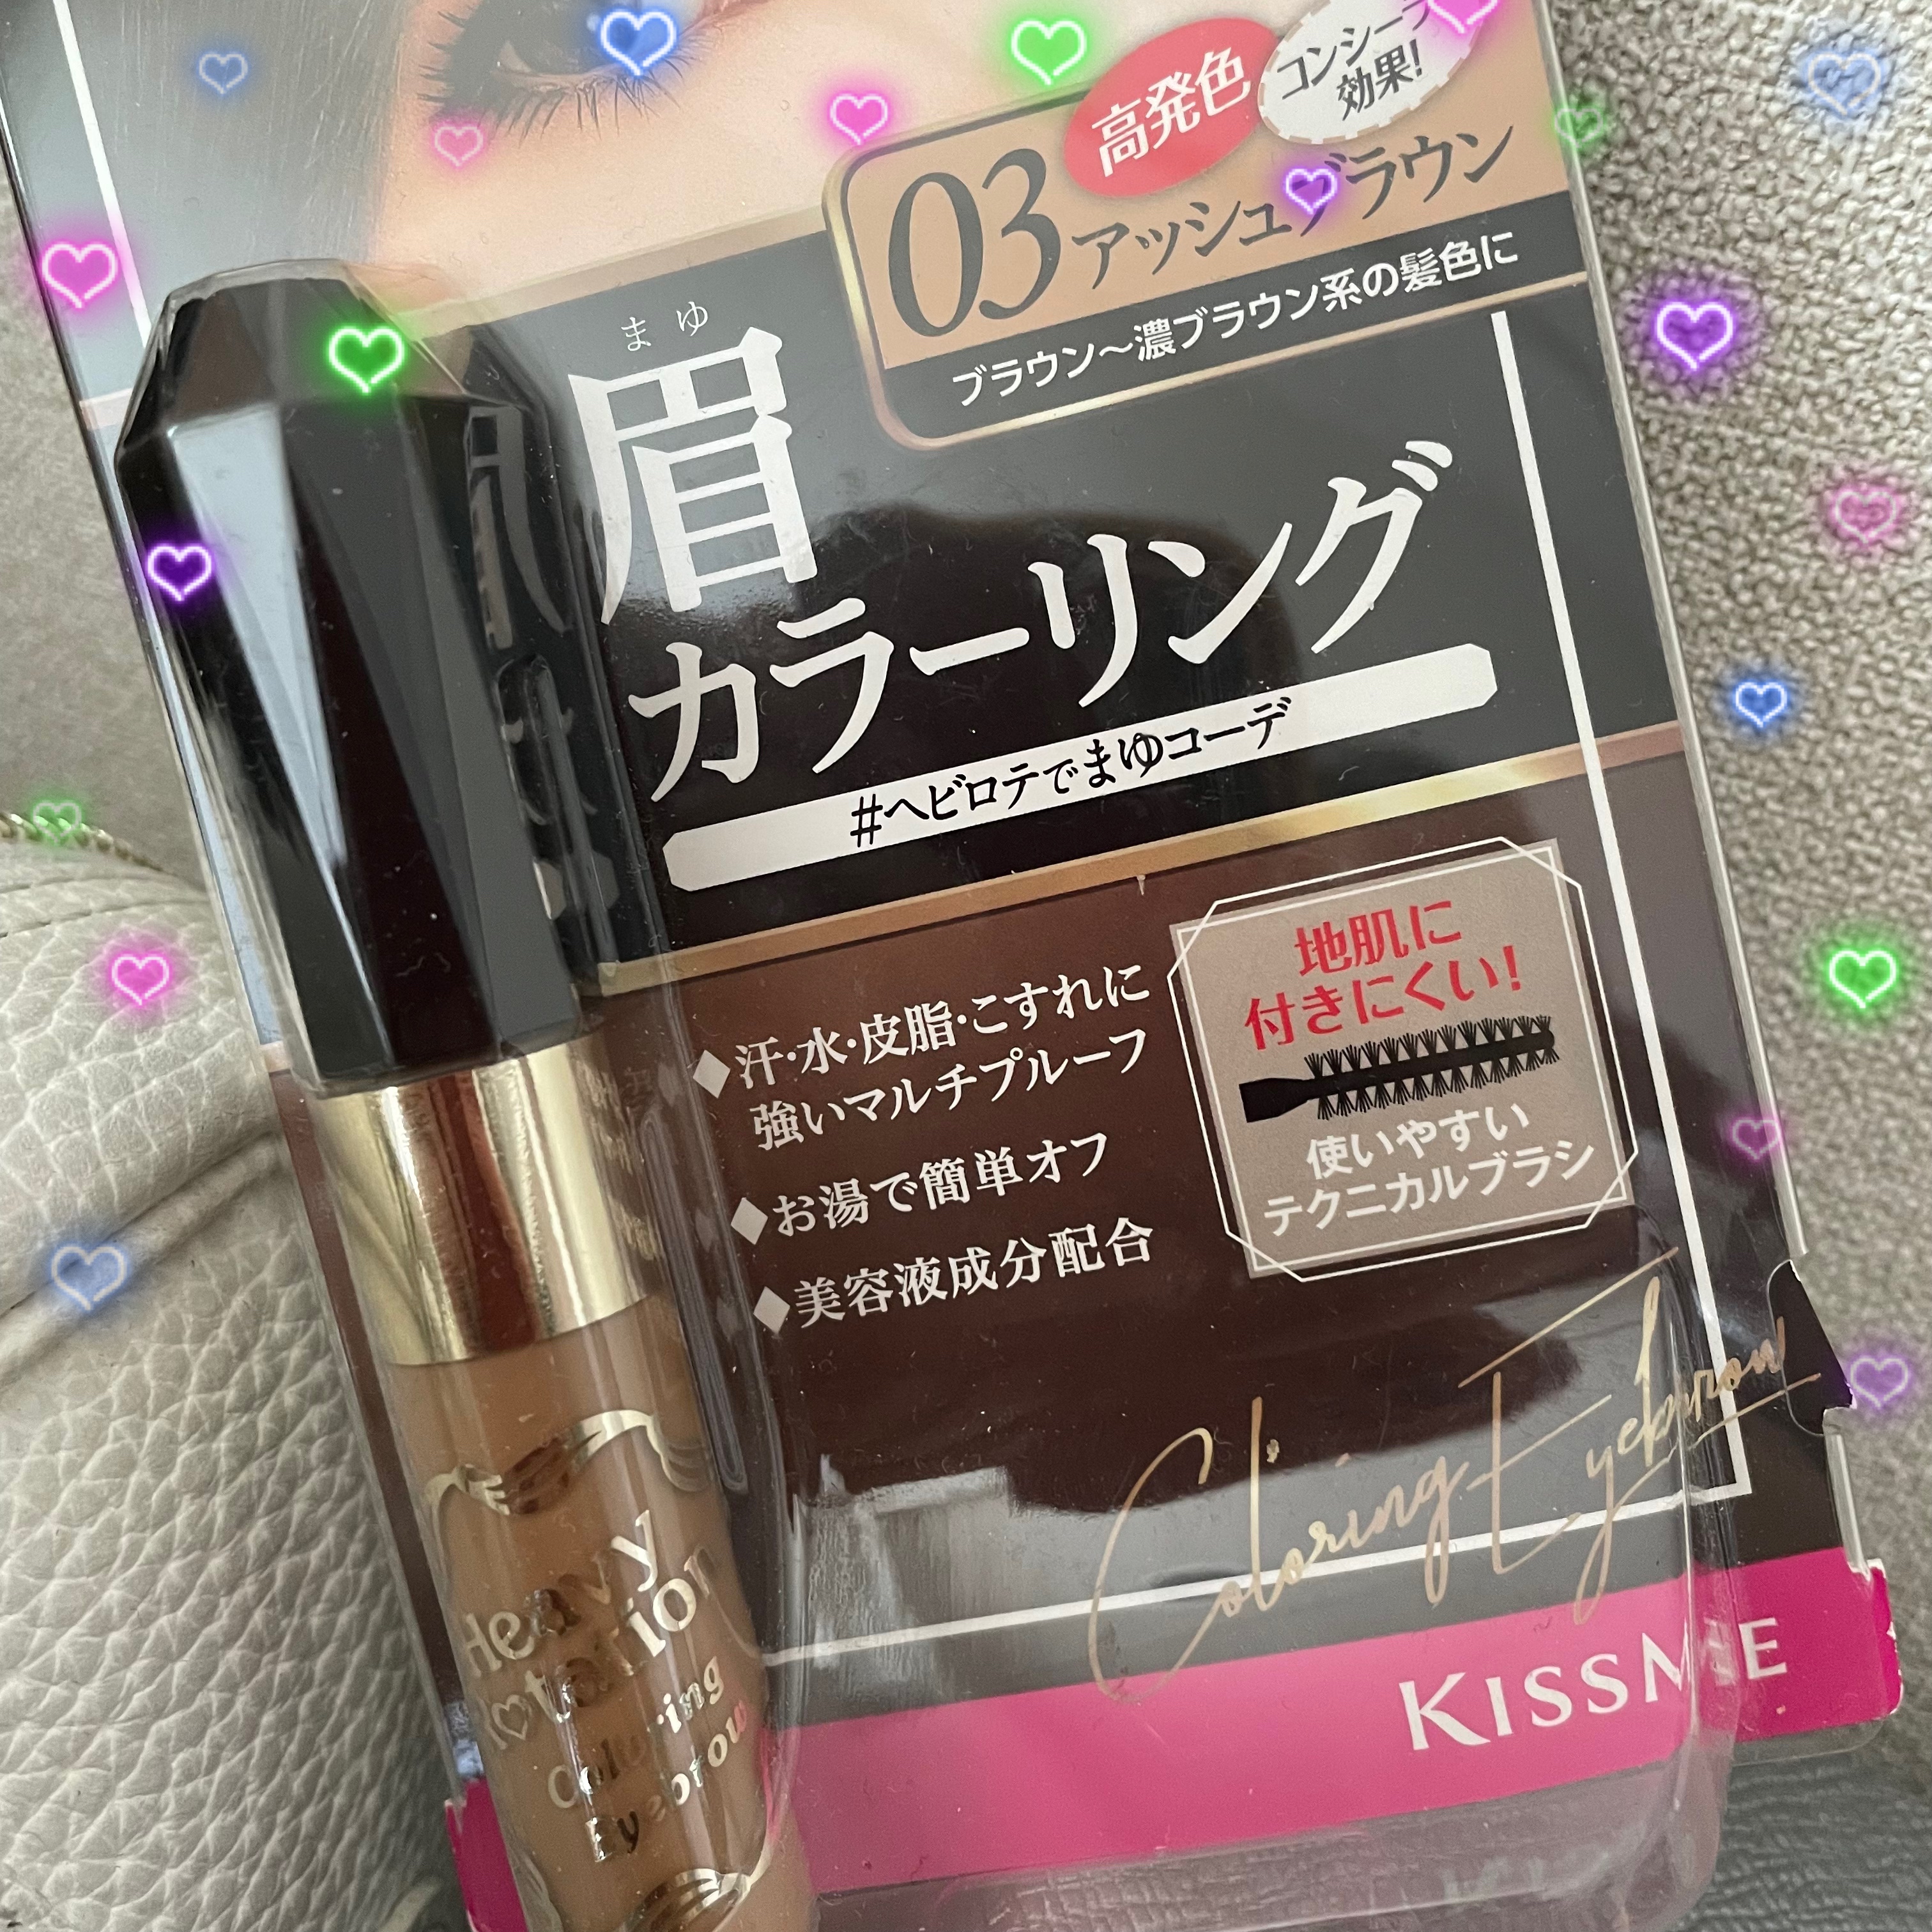 高発色
コンシーラ
効果!
03 アッシュブラウン
ブラウン〜濃ブラウン系の髪色に
まゆ
眉
カラーリング
#ヘビロテでまゆコーデ
◆汗・水・皮脂・こすれに
強いマルチプルーフ
◆お湯で簡単オフ
◆美容液成分配合
地肌に
付きにくい!
使いやすい
テクニカルブラシ
Coloring Eyebrow
KISSME
Heavy
Rotation
Coloring
Eyebrow